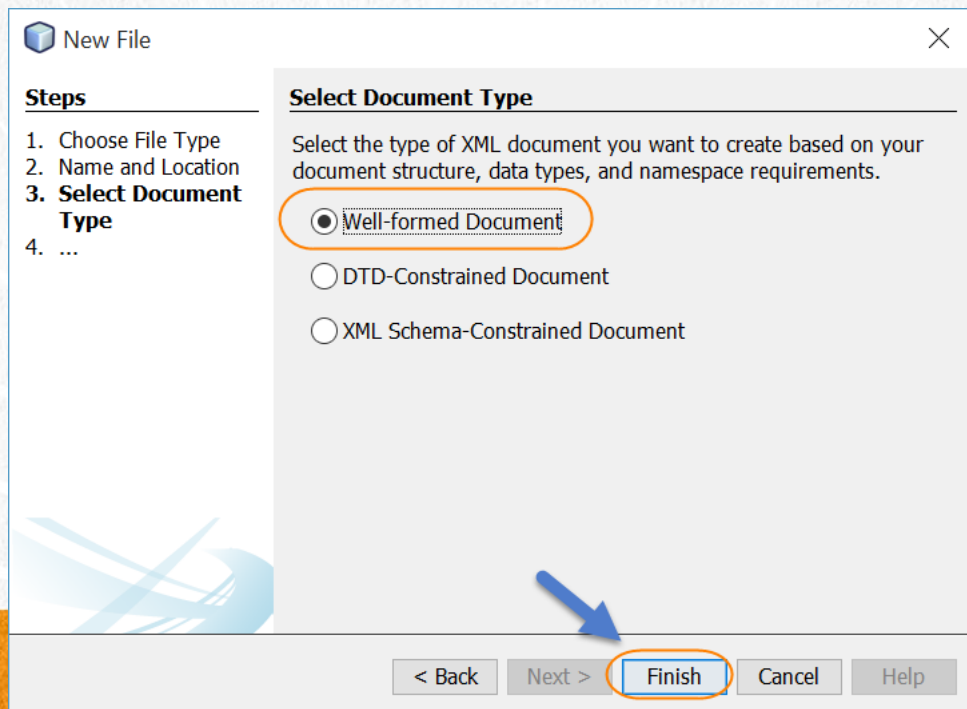 New File
Steps
1. Choose File Type
2. Name and Location
3. Select Document
Type
4. ...
Select Document Type
Select the type of XML document you want to create based on your
document structure, data types, and namespace requirements.
Well-formed Document
DTD-Constrained Document
XML Schema-Constrained Document
< Back Next > Finish Cancel Help